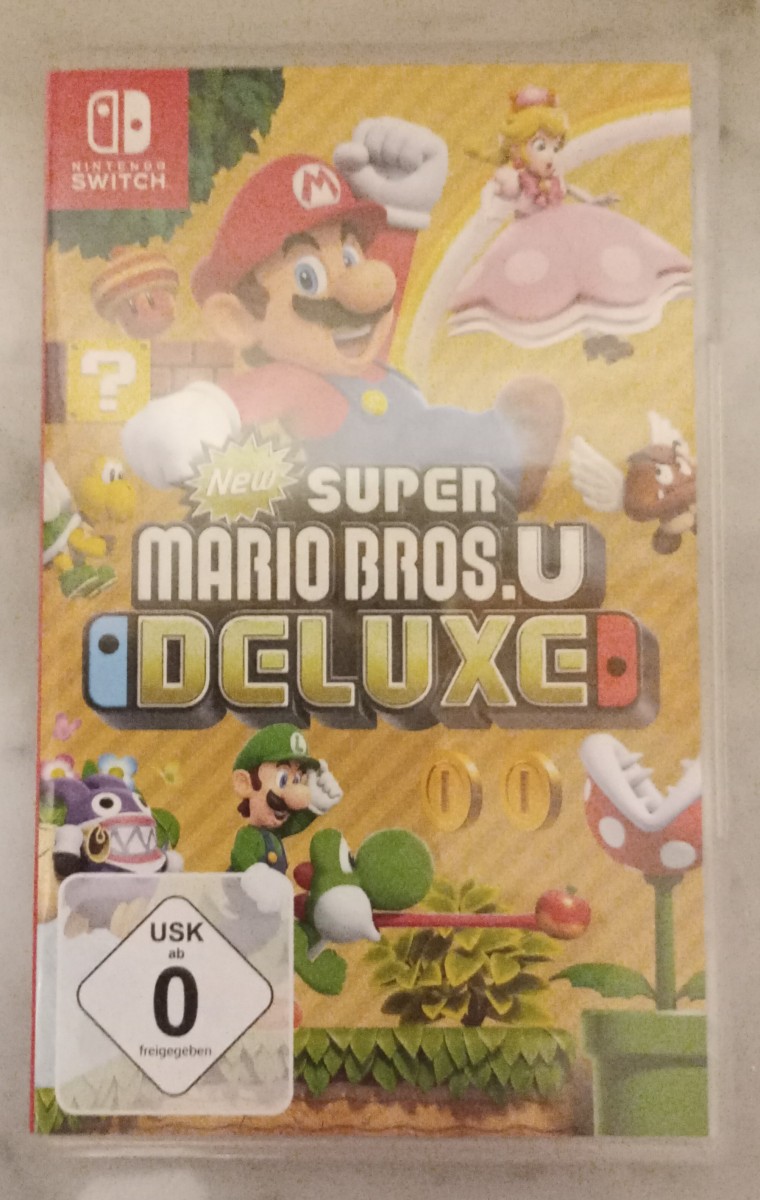 NINTENDO
SWITCH
M
?
New SUPER
MARIO BROS.U
DELUXE
L
USK
ab
0
freigegeben